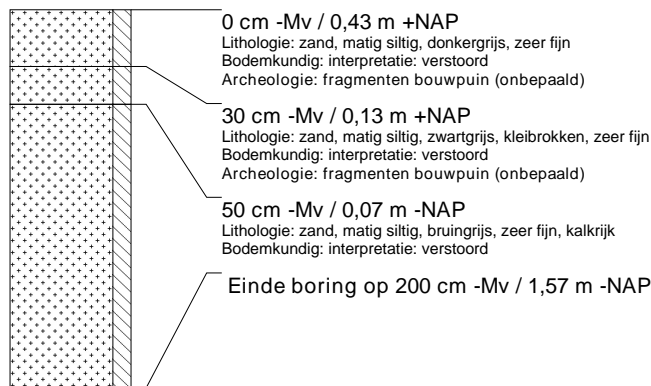 0 cm -Mv / 0,43 m +NAP
Lithologie: zand, matig siltig, donkergrijs, zeer fijn
Bodemkundig: interpretatie: verstoord
Archeologie: fragmenten bouwpuin (onbepaald)
30 cm -Mv / 0,13 m +NAP
Lithologie: zand, matig siltig, zwartgrijs, kleibrokken, zeer fijn
Bodemkundig: interpretatie: verstoord
Archeologie: fragmenten bouwpuin (onbepaald)
50 cm -Mv / 0,07 m -NAP
Lithologie: zand, matig siltig, bruingrijs, zeer fijn, kalkrijk
Bodemkundig: interpretatie: verstoord
Einde boring op 200 cm -Mv / 1,57 m -NAP